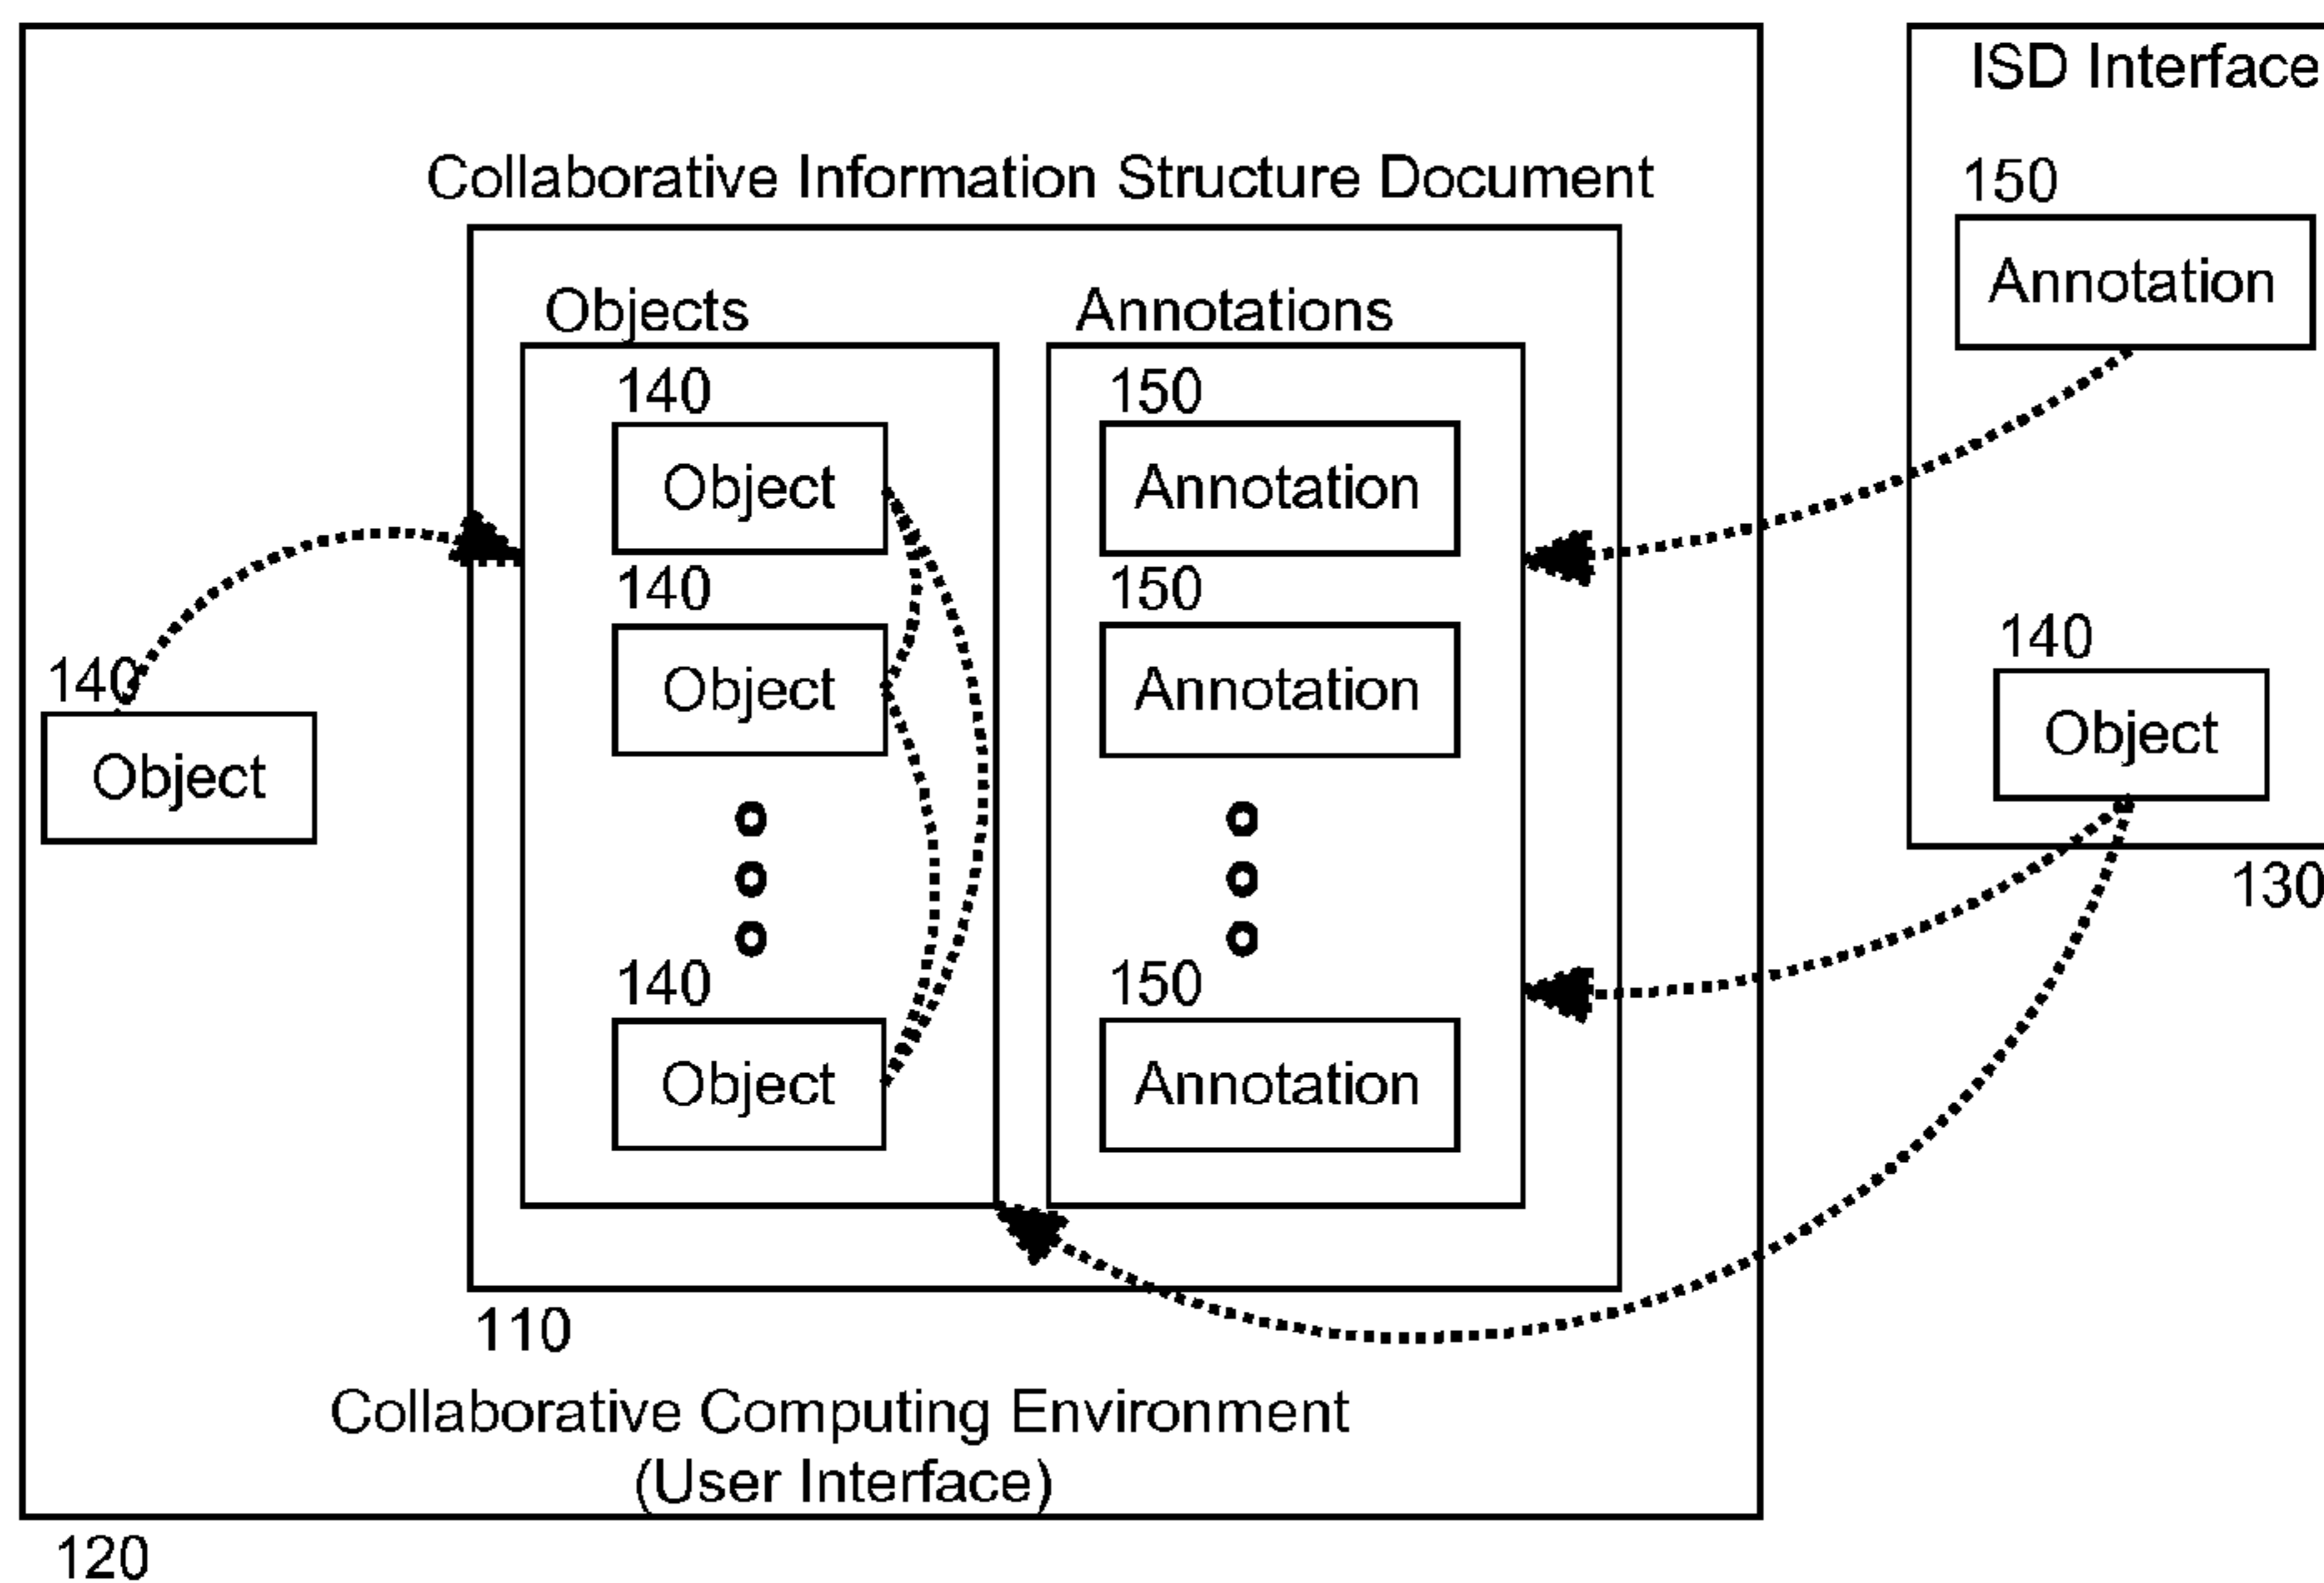 ISD Interface
Collaborative Information Structure Document
150
Annotation
Objects
Annotations
140
150
Object
Annotation
140
150
Object
Annotation
140
Object
140
Object
130
140
150
Object
Annotation
110
Collaborative Computing Environment
(User Interface)
120